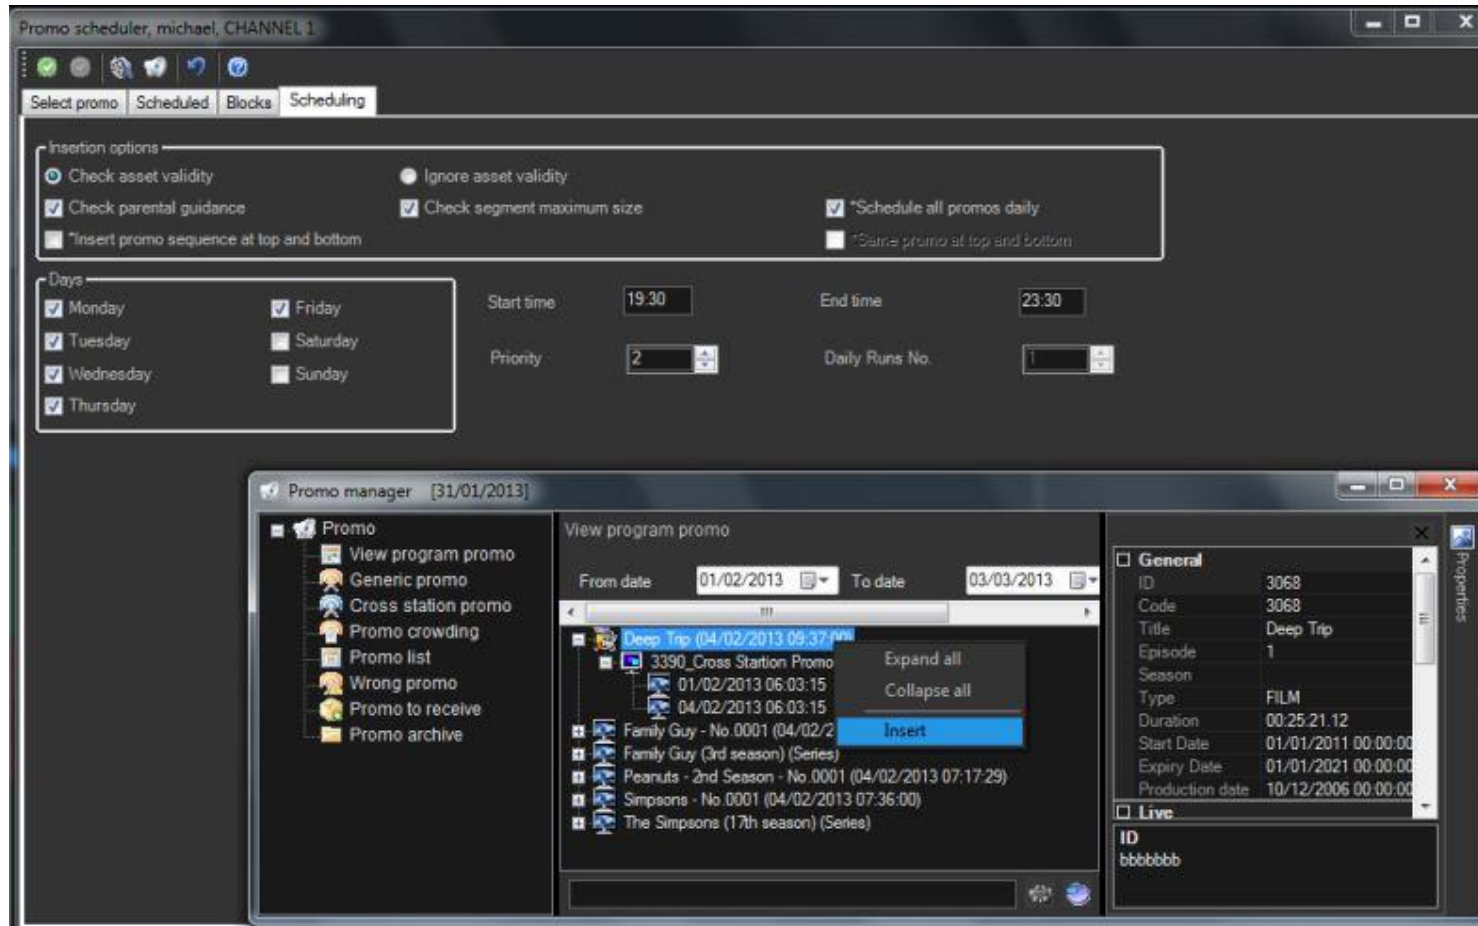 Promo scheduler, michael, CHANNEL 1
Select promo Scheduled Blocks Scheduling
Insertion options
Check asset validity Ignore asset validity
Check parental guidance Check segment maximum size *Schedule all promos daily
*Insert promo sequence at top and bottom *Same promo at top and bottom
Days
Monday Friday Start time 19:30 End time 23:30
Tuesday Saturday Priority 2 Daily Runs No. 1
Wednesday Sunday
Thursday
Promo manager [31/01/2013]
Promo
View program promo
Generic promo
Cross station promo
Promo crowding
Promo list
Wrong promo
Promo to receive
Promo archive
View program promo
From date 01/02/2013 To date 03/03/2013
Deep Trip (04/02/2013 09:37:00)
3390_Cross Startion Promo
01/02/2013 06:03:15
04/02/2013 06:03:15
Family Guy - No.0001 (04/02/2
Family Guy (3rd season) (Series)
Peanuts - 2nd Season - No.0001 (04/02/2013 07:17:29)
Simpsons - No.0001 (04/02/2013 07:36:00)
The Simpsons (17th season) (Series)
Expand all
Collapse all
Insert
General
ID 3068
Code 3068
Title Deep Trip
Episode 1
Season
Type FILM
Duration 00:25:21.12
Start Date 01/01/2011 00:00:00
Expiry Date 01/01/2021 00:00:00
Production date 10/12/2006 00:00:00
Live
ID
bbbbbbb
Properties